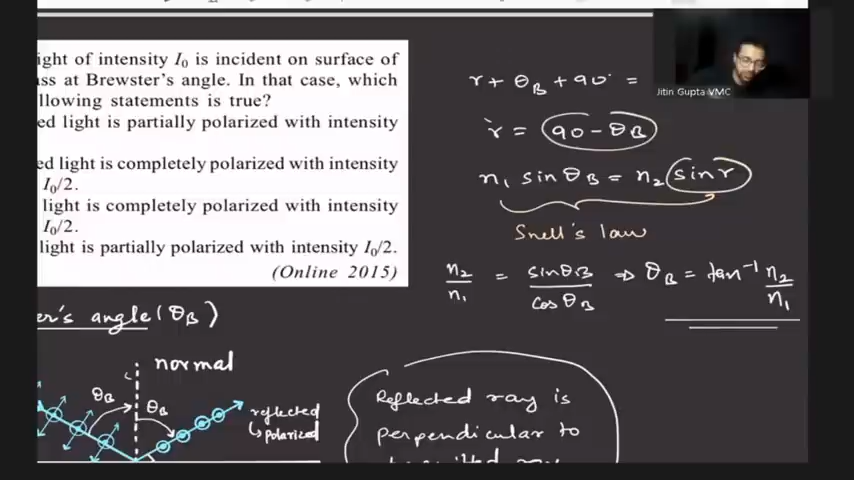 ight of intensity I₀ is incident on surface of
ass at Brewster's angle. In that case, which
llowing statements is true?
ed light is partially polarized with intensity
ed light is completely polarized with intensity
I₀/2.
light is completely polarized with intensity
I₀/2.
light is partially polarized with intensity I₀/2.
(Online 2015)
er's angle (θB)
normal
θB
θB
reflected
↳ polarized
r + θB + 90° =
r = 90 - θB
n₁ sin θB = n₂ sin r
Snell's law
n₂/n₁ = sin θB/cos θB ⇒ θB = tan⁻¹ n₂/n₁
Reflected ray is
perpendicular to
ray
Jitin Gupta VMC